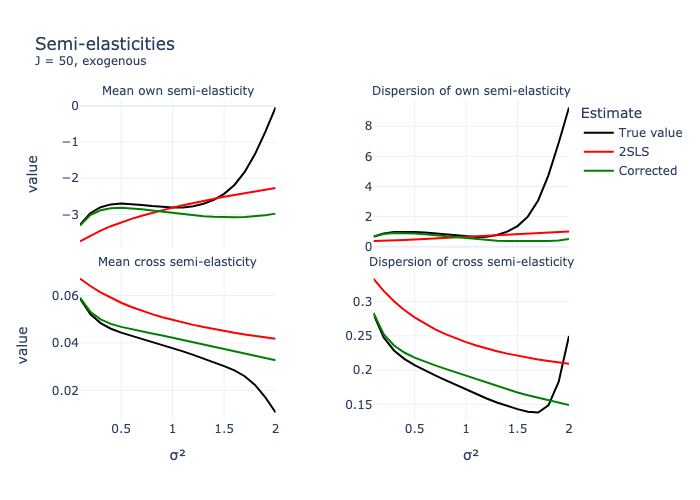 Semi-elasticities
J = 50, exogenous
Mean own semi-elasticity
Dispersion of own semi-elasticity
Estimate
True value
2SLS
Corrected
value
0
−1
−2
−3
8
6
4
2
0
Mean cross semi-elasticity
Dispersion of cross semi-elasticity
value
0.06
0.04
0.02
0.3
0.25
0.2
0.15
0.5
1
1.5
2
0.5
1
1.5
2
σ²
σ²